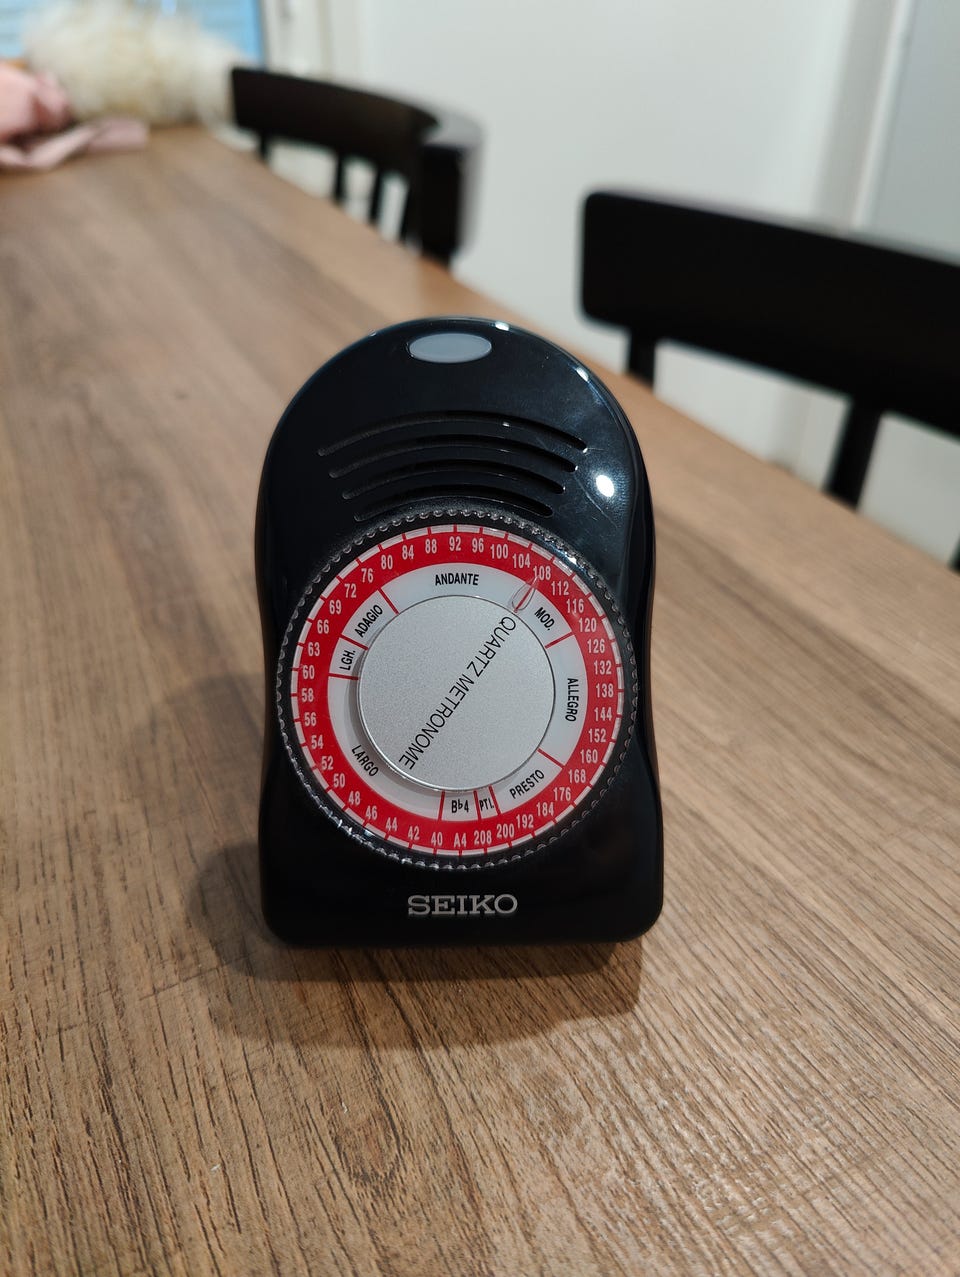 40 42 44 46 48 50 52 54 56 58 60 63 66 69 72 76 80 84 88 92 96 100 104 108 112 116 120 126 132 138 144 152 160 168 176 184 192 200 208 A4
LARGO LGH. ADAGIO ANDANTE MOD. ALLEGRO PRESTO PTL. B♭4
QUARTZ METRONOME
SEIKO